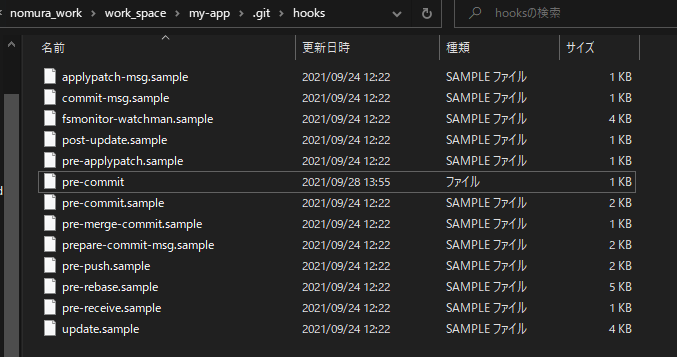 nomura_work › work_space › my-app › .git › hooks hooksの検索
名前 更新日時 種類 サイズ
applypatch-msg.sample 2021/09/24 12:22 SAMPLE ファイル 1 KB
commit-msg.sample 2021/09/24 12:22 SAMPLE ファイル 1 KB
fsmonitor-watchman.sample 2021/09/24 12:22 SAMPLE ファイル 4 KB
post-update.sample 2021/09/24 12:22 SAMPLE ファイル 1 KB
pre-applypatch.sample 2021/09/24 12:22 SAMPLE ファイル 1 KB
pre-commit 2021/09/28 13:55 ファイル 1 KB
pre-commit.sample 2021/09/24 12:22 SAMPLE ファイル 2 KB
pre-merge-commit.sample 2021/09/24 12:22 SAMPLE ファイル 1 KB
prepare-commit-msg.sample 2021/09/24 12:22 SAMPLE ファイル 2 KB
pre-push.sample 2021/09/24 12:22 SAMPLE ファイル 2 KB
pre-rebase.sample 2021/09/24 12:22 SAMPLE ファイル 5 KB
pre-receive.sample 2021/09/24 12:22 SAMPLE ファイル 1 KB
update.sample 2021/09/24 12:22 SAMPLE ファイル 4 KB